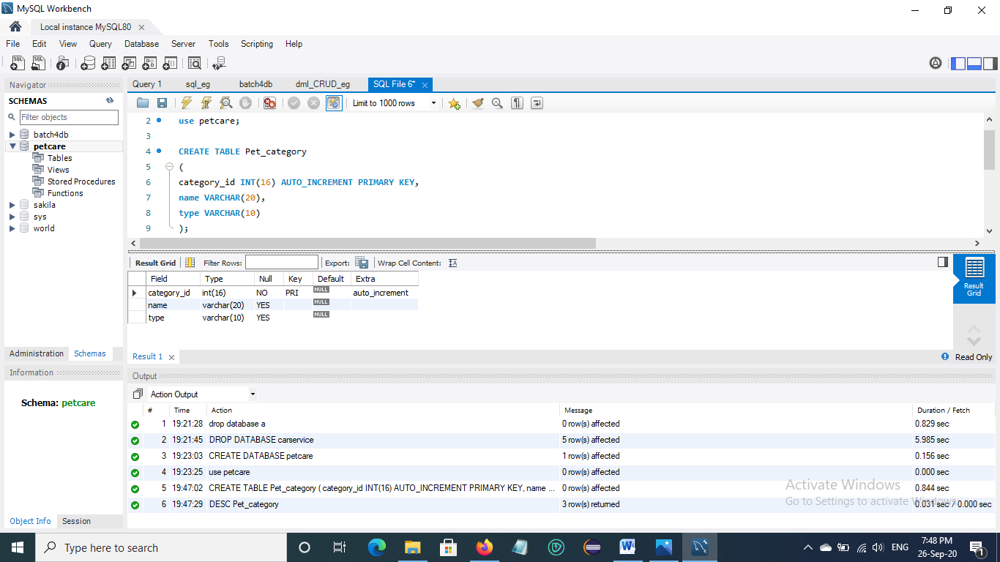 MySQL Workbench
Local instance MySQL80
File Edit View Query Database Server Tools Scripting Help
Navigator
SCHEMAS
Filter objects
batch4db
petcare
Tables
Views
Stored Procedures
Functions
sakila
sys
world
Administration Schemas
Information
Schema: petcare
Object Info Session
Query 1 sql_eg batch4db dml_CRUD_eg SQL File 6*
Limit to 1000 rows
2 use petcare;
3
4 CREATE TABLE Pet_category
5 (
6 category_id INT(16) AUTO_INCREMENT PRIMARY KEY,
7 name VARCHAR(20),
8 type VARCHAR(10)
9 );
Result Grid Filter Rows: Export: Wrap Cell Content:
Field Type Null Key Default Extra
category_id int(16) NO PRI NULL auto_increment
name varchar(20) YES NULL
type varchar(10) YES NULL
Result
Grid
Result 1 Read Only
Output
Action Output
# Time Action Message Duration / Fetch
1 19:21:28 drop database a 0 row(s) affected 0.829 sec
2 19:21:45 DROP DATABASE carservice 5 row(s) affected 5.985 sec
3 19:23:03 CREATE DATABASE petcare 1 row(s) affected 0.156 sec
4 19:23:25 use petcare 0 row(s) affected 0.000 sec
5 19:47:02 CREATE TABLE Pet_category ( category_id INT(16) AUTO_INCREMENT PRIMARY KEY, name ... 0 row(s) affected 0.844 sec
6 19:47:29 DESC Pet_category 3 row(s) returned 0.031 sec / 0.000 sec
Activate Windows
Go to Settings to activate Windows.
Type here to search
ENG
7:48 PM
26-Sep-20
1